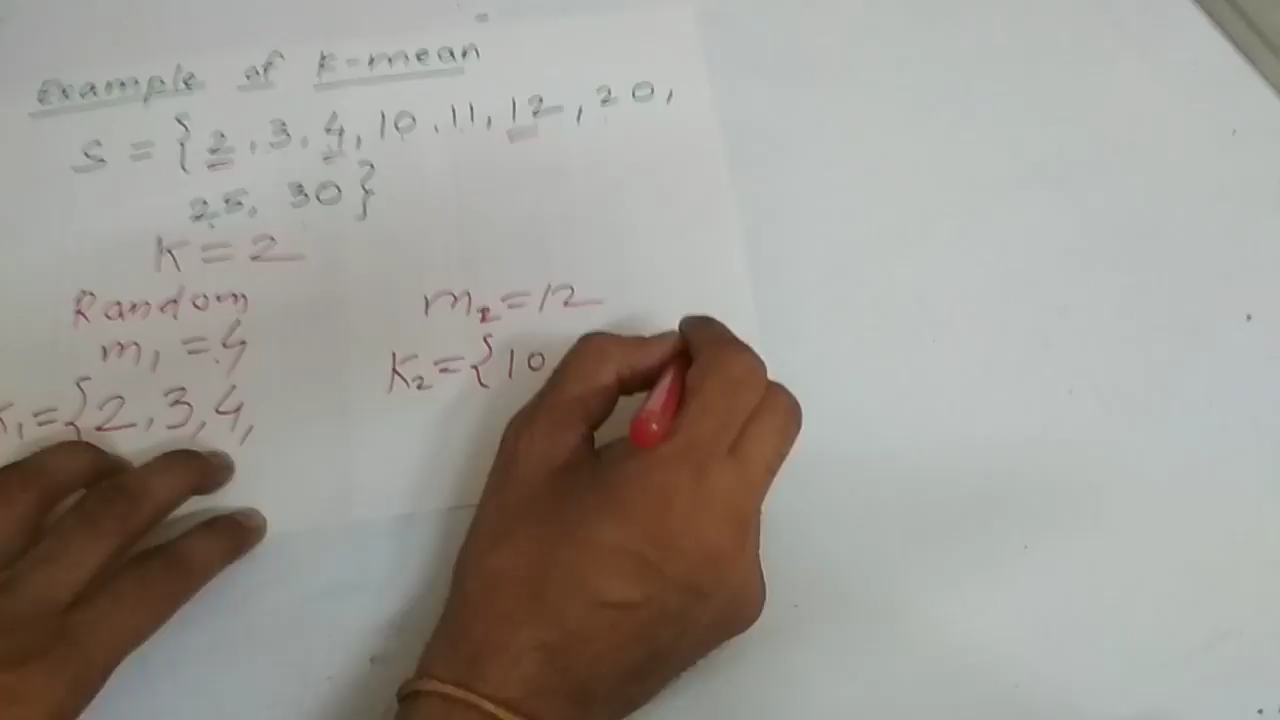 Example of K-mean
S = {2, 3, 4, 10, 11, 12, 20,
25, 30}
K = 2
Random
m₁ = 4
K₁ = {2, 3, 4,
m₂ = 12
K₂ = {10